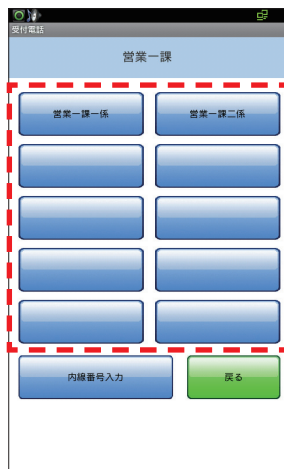 受付電話
営業一課
営業一課一係
営業一課二係
内線番号入力
戻る